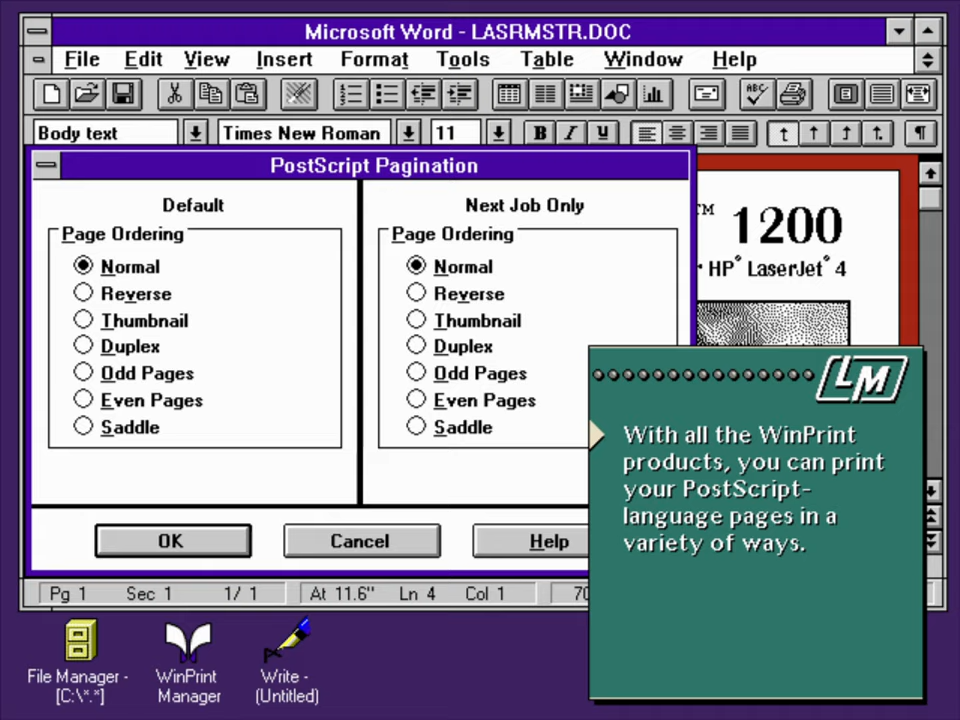 Microsoft Word - LASRMSTR.DOC
File Edit View Insert Format Tools Table Window Help
ABC
Body text Times New Roman 11 B I U ¶
PostScript Pagination
Default
Page Ordering
Normal
Reverse
Thumbnail
Duplex
Odd Pages
Even Pages
Saddle
Next Job Only
Page Ordering
Normal
Reverse
Thumbnail
Duplex
Odd Pages
Even Pages
Saddle
OK Cancel Help
TM 1200
HP® LaserJet® 4
LM
With all the WinPrint
products, you can print
your PostScript-
language pages in a
variety of ways.
Pg 1 Sec 1 1/ 1 At 11.6" Ln 4 Col 1 70
File Manager -
[C:\*.*]
WinPrint
Manager
Write -
(Untitled)